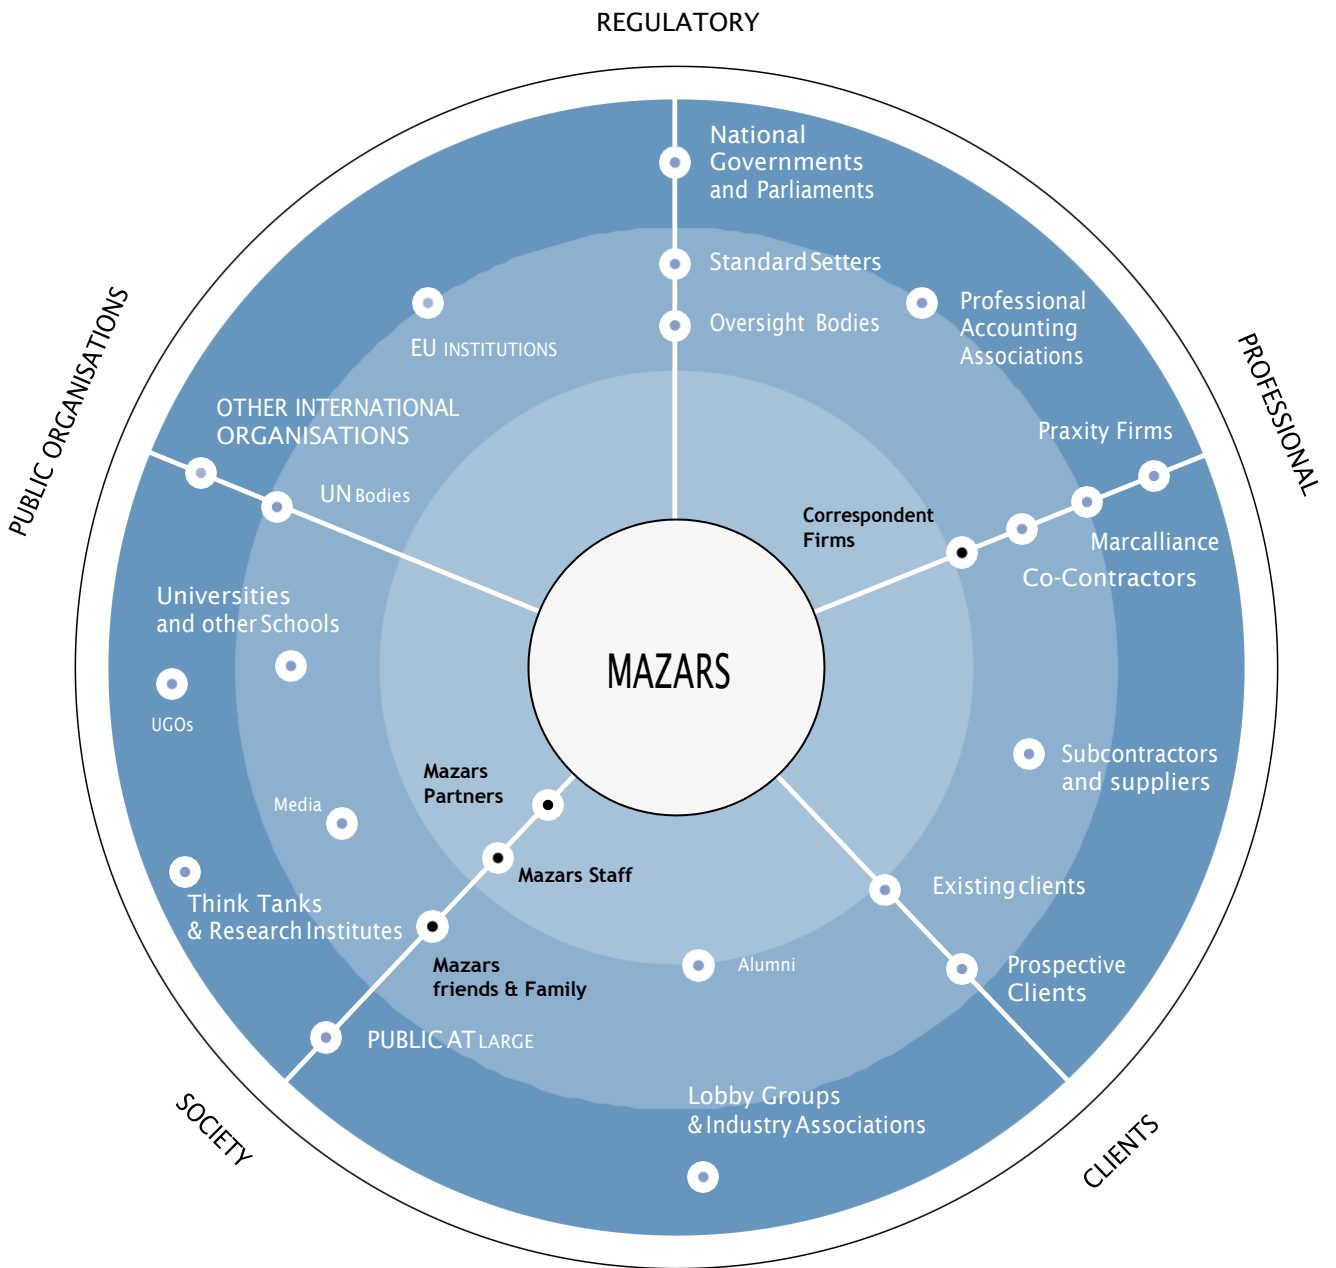 REGULATORY
National
Governments
and Parliaments
Standard Setters
Oversight Bodies
Professional
Accounting
Associations
EU INSTITUTIONS
PUBLIC ORGANISATIONS
PROFESSIONAL
OTHER INTERNATIONAL
ORGANISATIONS
UN Bodies
Praxity Firms
Correspondent
Firms
Marcalliance
Co-Contractors
Universities
and other Schools
UGOs
MAZARS
Subcontractors
and suppliers
Mazars
Partners
Media
Mazars Staff
Existing clients
Think Tanks
& Research Institutes
Mazars
friends & Family
Alumni
Prospective
Clients
PUBLIC AT LARGE
Lobby Groups
& Industry Associations
SOCIETY
CLIENTS